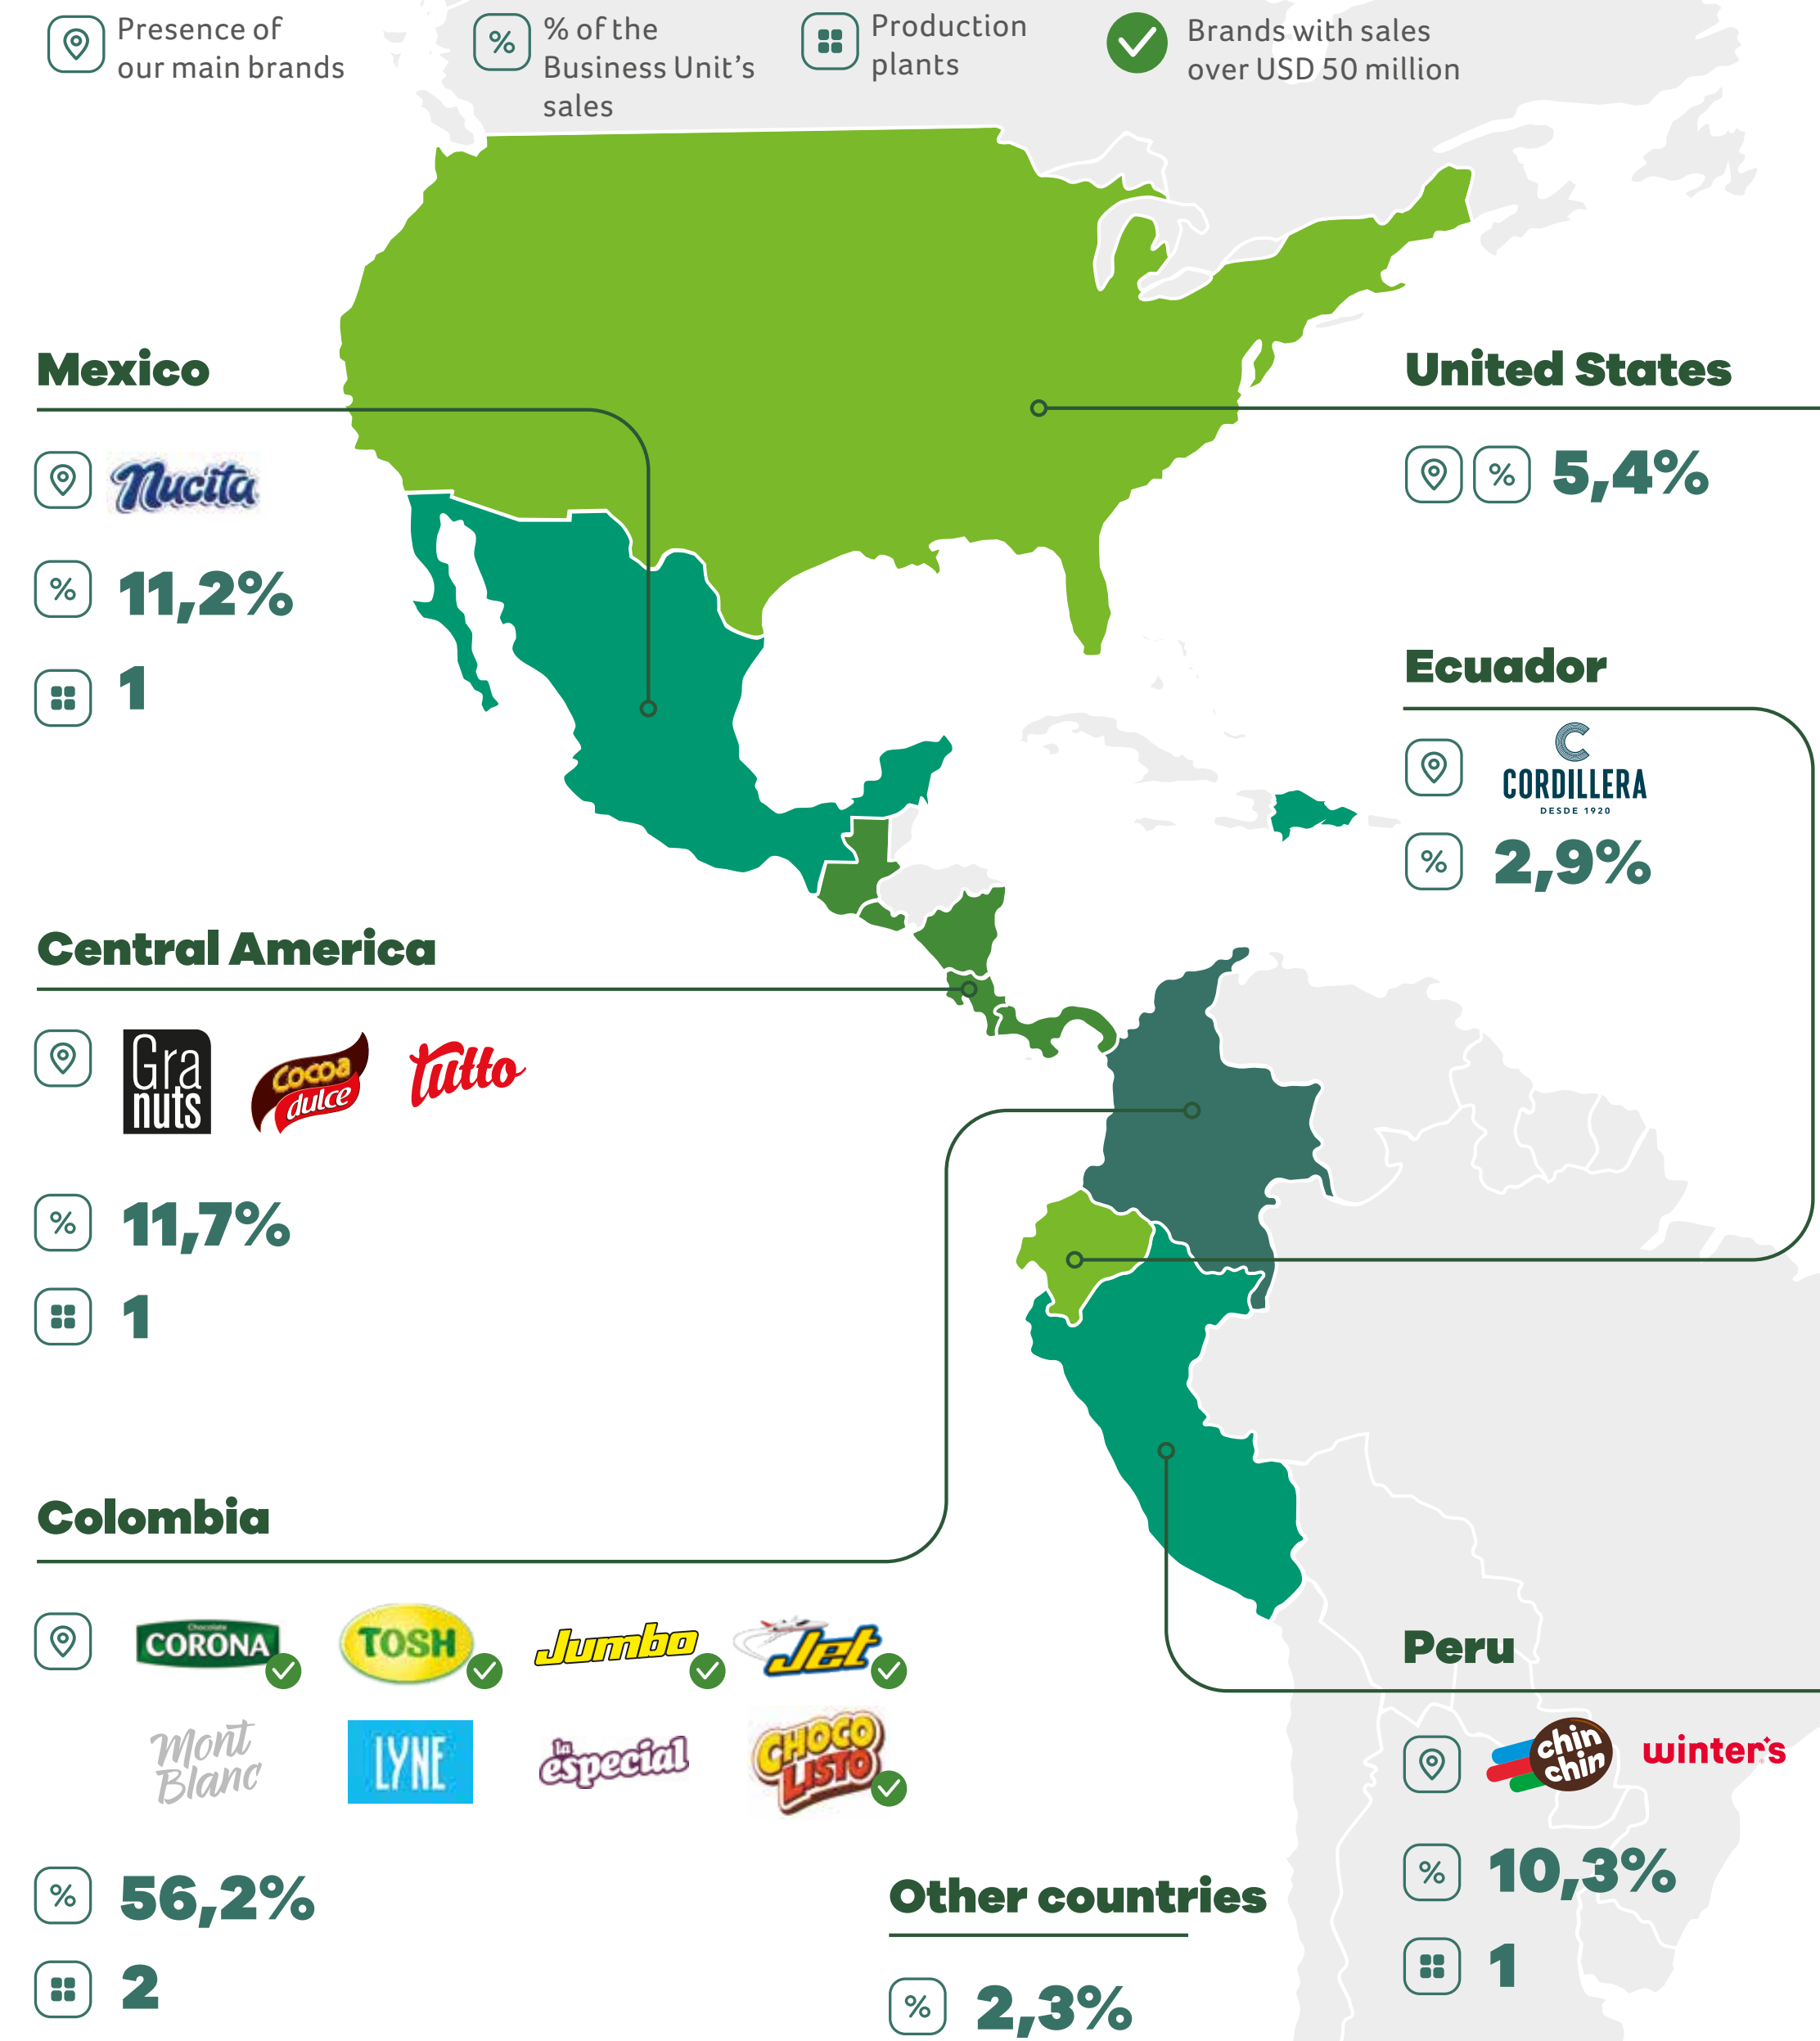 Presence of
our main brands
% of the
Business Unit's
sales
Production
plants
Brands with sales
over USD 50 million
Mexico
Nucita
% 11,2%
1
United States
% 5,4%
Ecuador
C
CORDILLERA
DESDE 1920
% 2,9%
Central America
Gra
nuts
Cocoa
dulce
Tutto
% 11,7%
1
Colombia
Chocolate
CORONA
TOSH
Jumbo
Jet
Mont
Blanc
LYNE
la
especial
CHOCO
LISTO
% 56,2%
2
Other countries
% 2,3%
Peru
chin
chin
winter's
% 10,3%
1